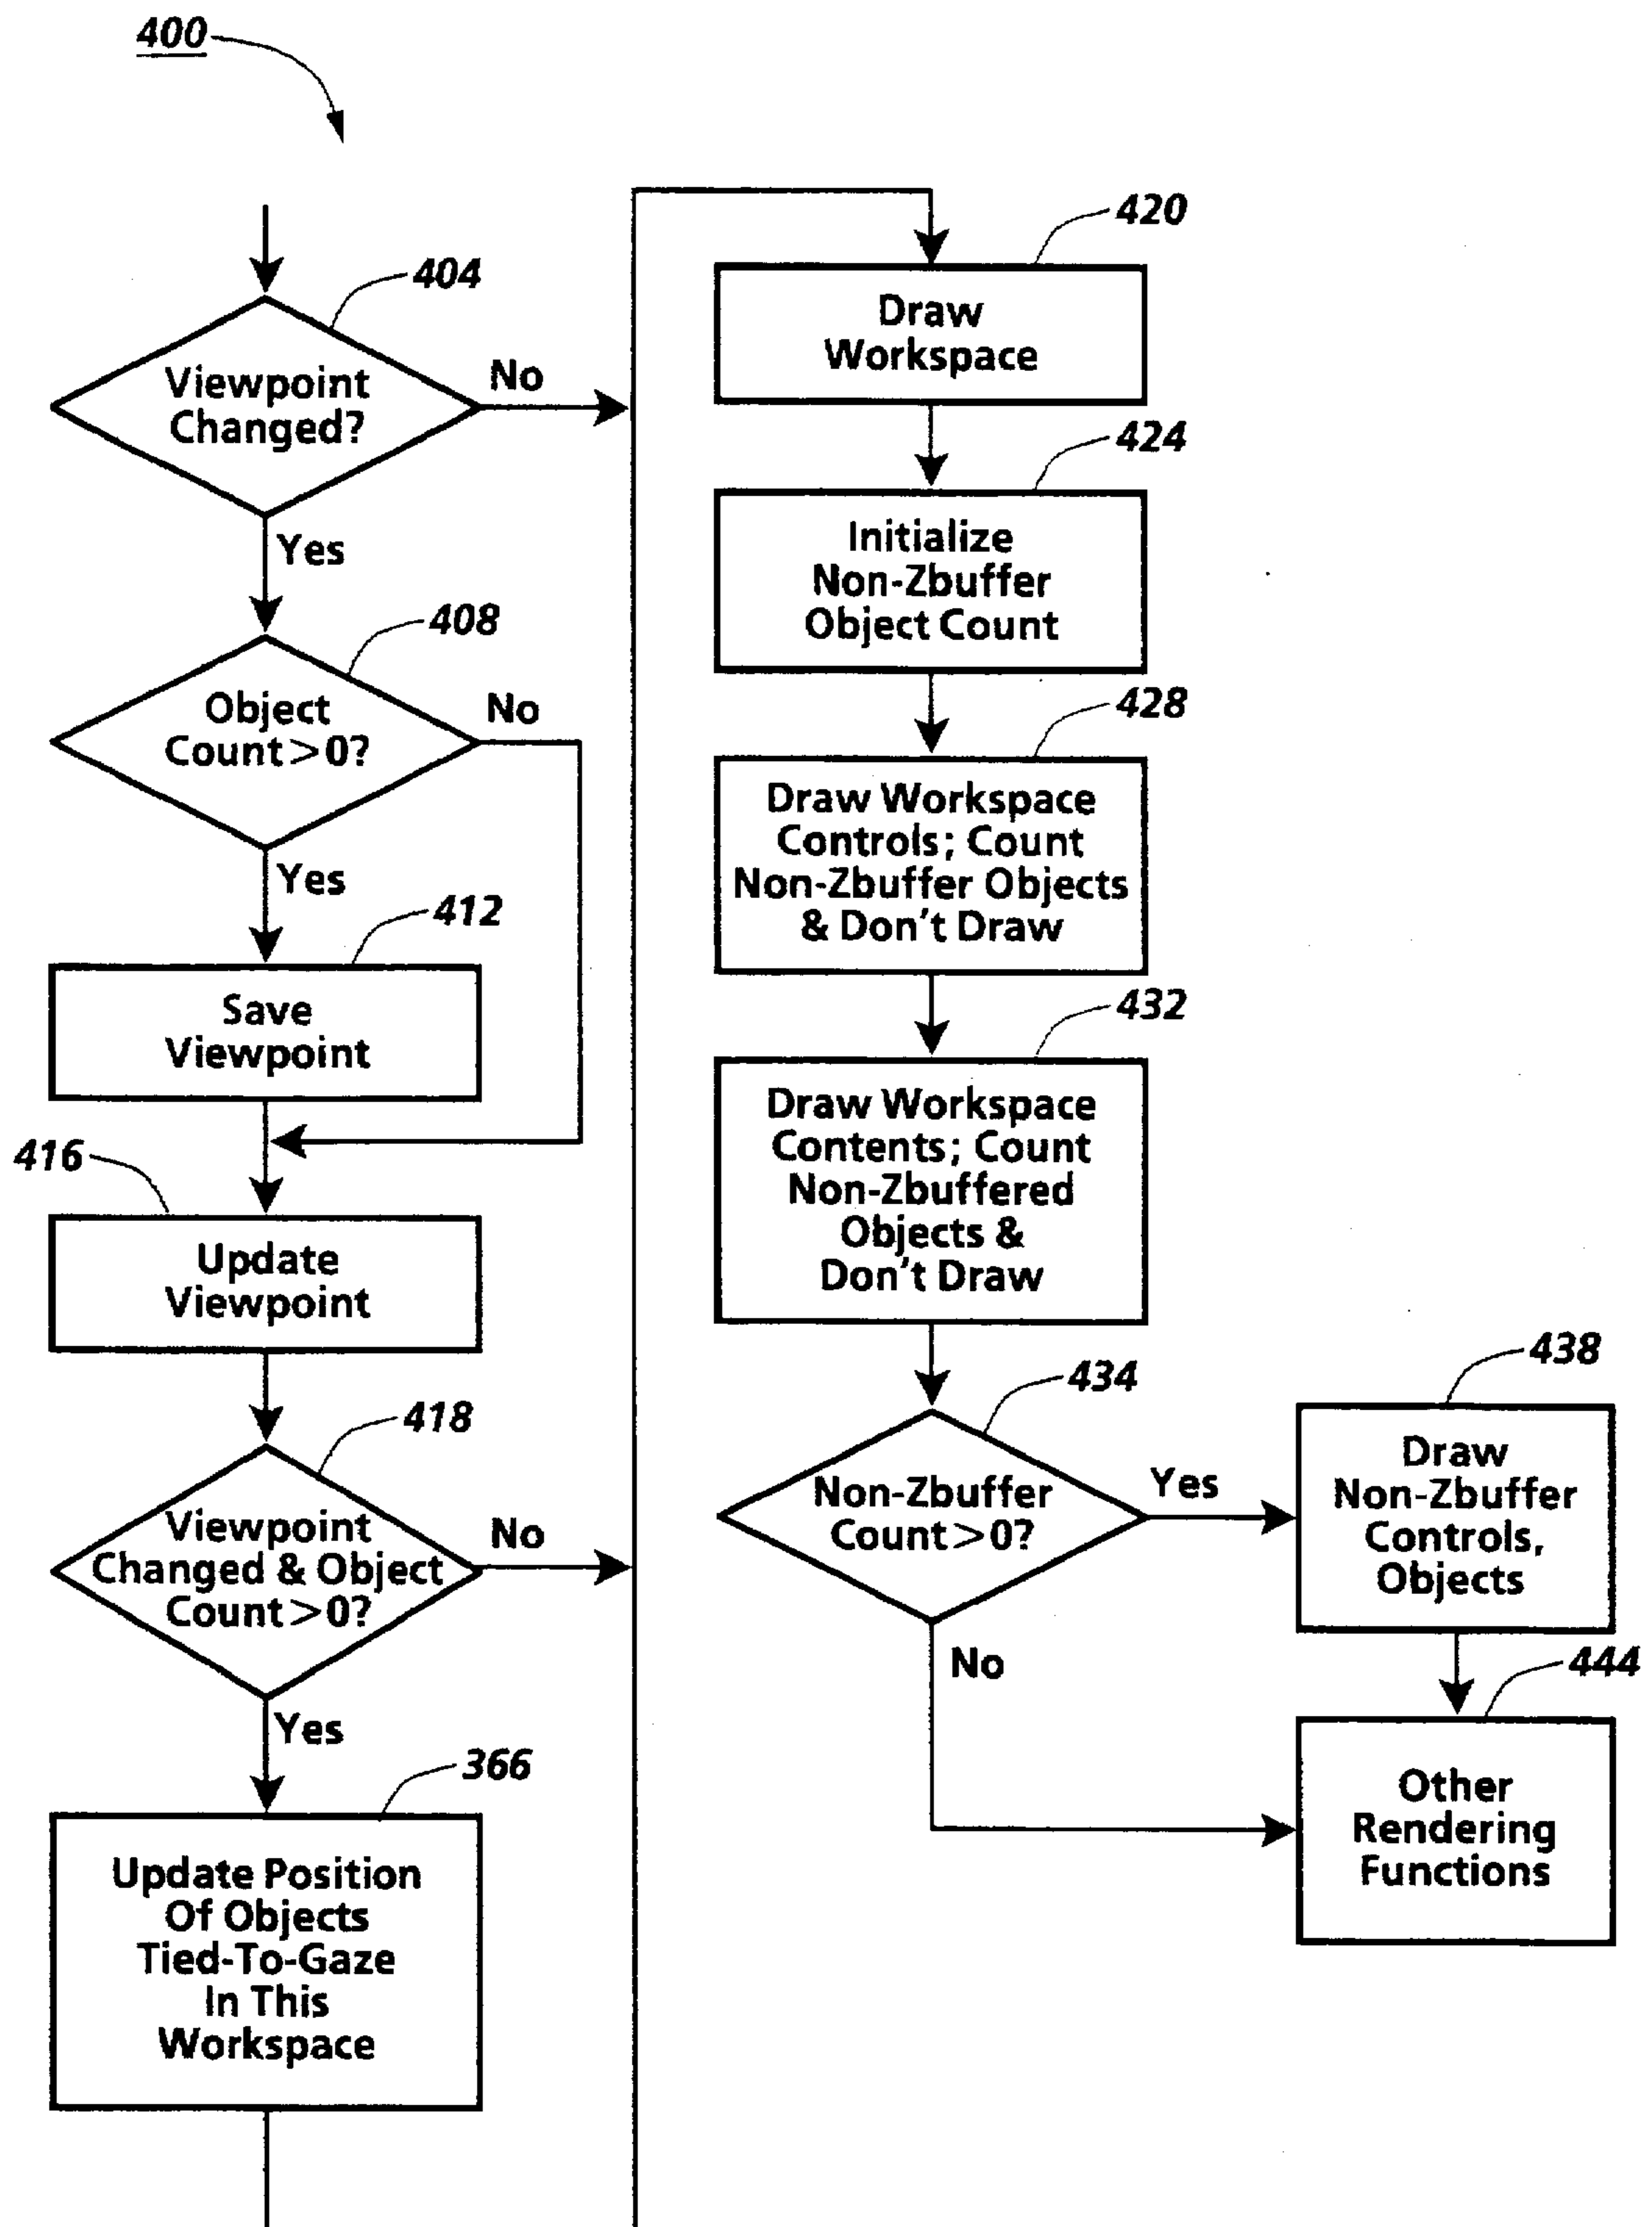 400
404
Viewpoint
Changed?
No
Yes
408
Object
Count > 0?
No
Yes
412
Save
Viewpoint
416
Update
Viewpoint
418
Viewpoint
Changed & Object
Count > 0?
No
Yes
366
Update Position
Of Objects
Tied-To-Gaze
In This
Workspace
420
Draw
Workspace
424
Initialize
Non-Zbuffer
Object Count
428
Draw Workspace
Controls; Count
Non-Zbuffer Objects
& Don't Draw
432
Draw Workspace
Contents; Count
Non-Zbuffered
Objects &
Don't Draw
434
Non-Zbuffer
Count > 0?
Yes
No
438
Draw
Non-Zbuffer
Controls,
Objects
444
Other
Rendering
Functions